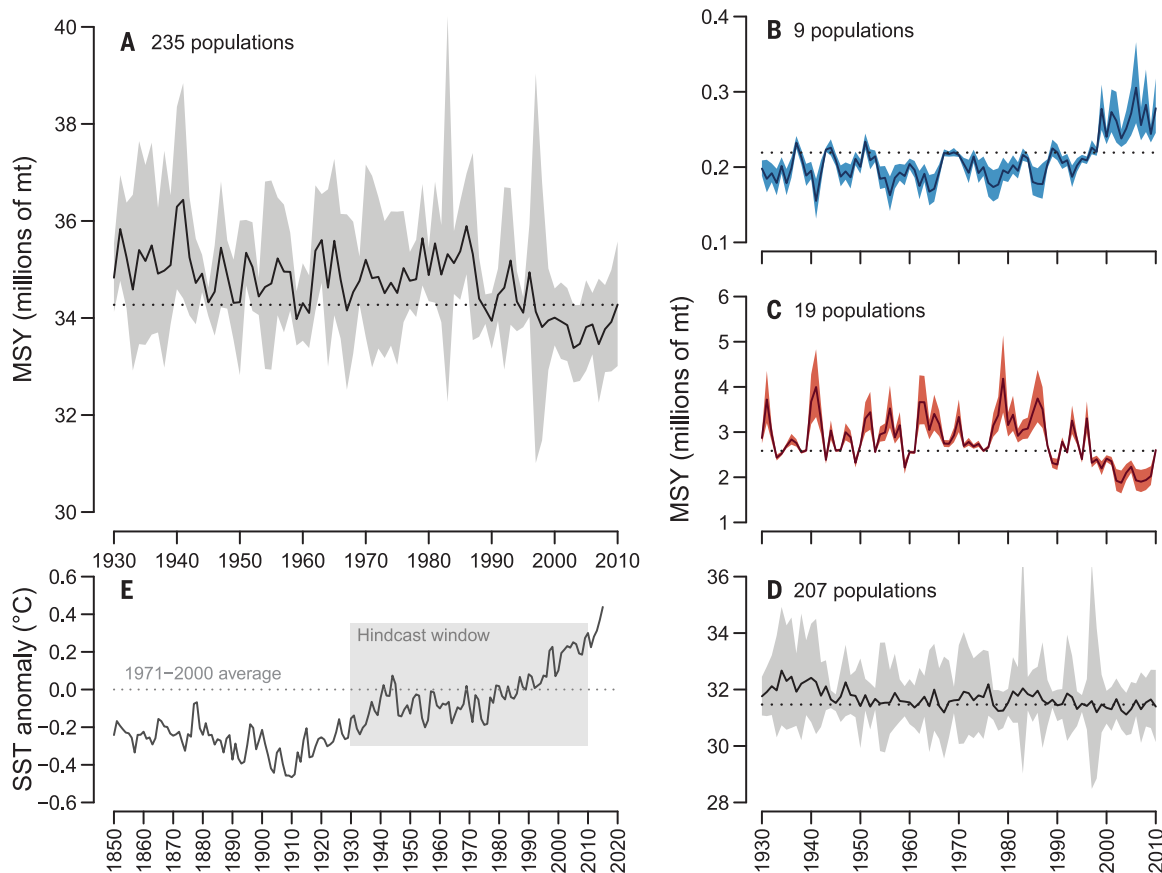 A 235 populations
MSY (millions of mt)
40
38
36
34
32
30
1930 1940 1950 1960 1970 1980 1990 2000 2010
B 9 populations
0.4
0.3
0.2
0.1
C 19 populations
MSY (millions of mt)
6
5
4
3
2
1
D 207 populations
36
34
32
30
28
1930 1940 1950 1960 1970 1980 1990 2000 2010
E
SST anomaly (°C)
0.6
0.4
0.2
0.0
−0.2
−0.4
−0.6
Hindcast window
1971−2000 average
1850 1860 1870 1880 1890 1900 1910 1920 1930 1940 1950 1960 1970 1980 1990 2000 2010 2020